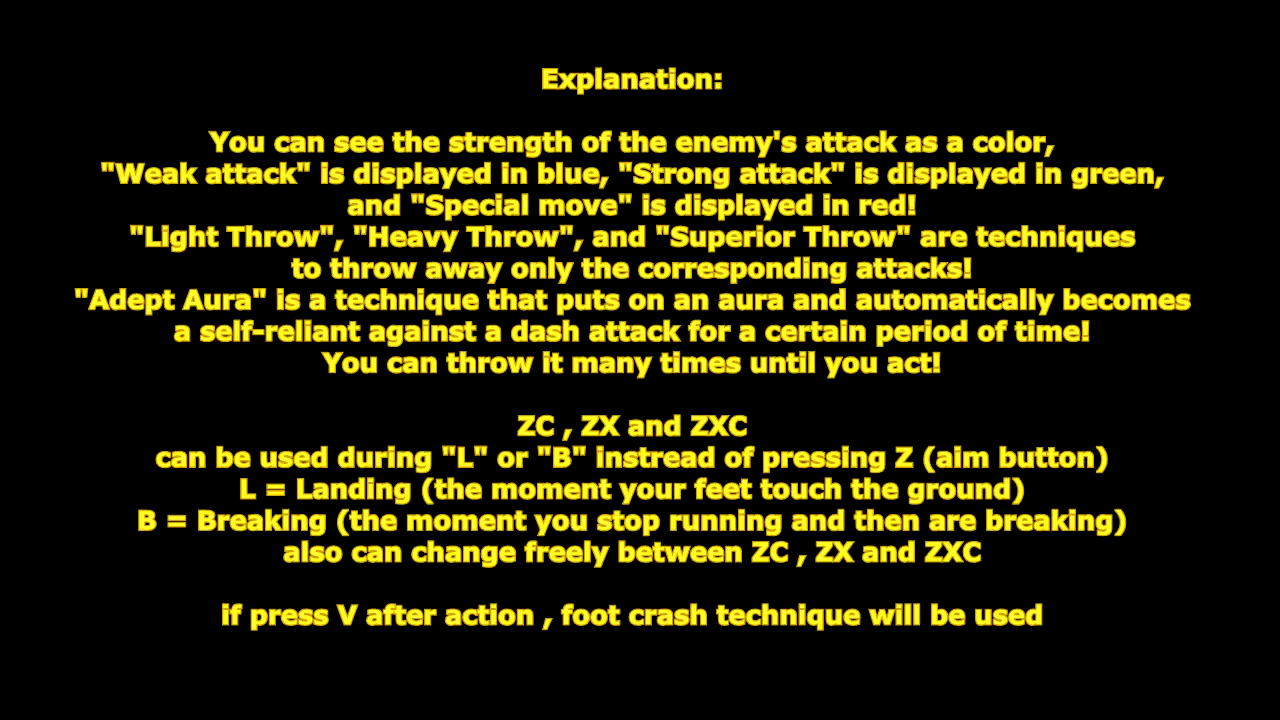 Explanation:
You can see the strength of the enemy's attack as a color,
"Weak attack" is displayed in blue, "Strong attack" is displayed in green,
and "Special move" is displayed in red!
"Light Throw", "Heavy Throw", and "Superior Throw" are techniques
to throw away only the corresponding attacks!
"Adept Aura" is a technique that puts on an aura and automatically becomes
a self-reliant against a dash attack for a certain period of time!
You can throw it many times until you act!
ZC , ZX and ZXC
can be used during "L" or "B" instread of pressing Z (aim button)
L = Landing (the moment your feet touch the ground)
B = Breaking (the moment you stop running and then are breaking)
also can change freely between ZC , ZX and ZXC
if press V after action , foot crash technique will be used